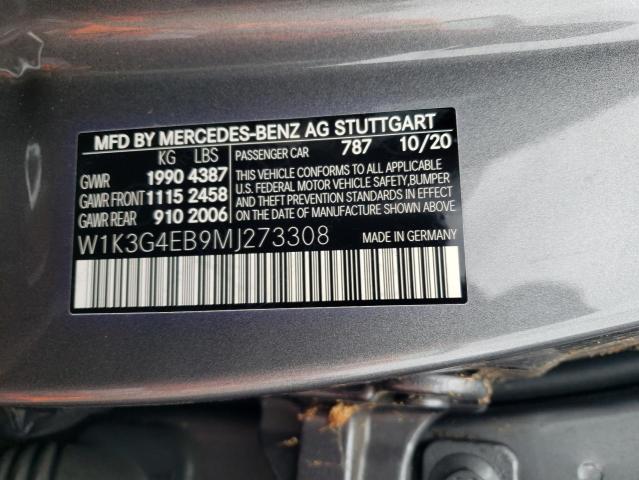 MFD BY MERCEDES-BENZ AG STUTTGART
KG LBS PASSENGER CAR 787 10/20
GVWR 1990 4387
GAWR FRONT 1115 2458
GAWR REAR 910 2006
THIS VEHICLE CONFORMS TO ALL APPLICABLE
U.S. FEDERAL MOTOR VEHICLE SAFETY, BUMPER
AND THEFT PREVENTION STANDARDS IN EFFECT
ON THE DATE OF MANUFACTURE SHOWN ABOVE.
W1K3G4EB9MJ273308 MADE IN GERMANY